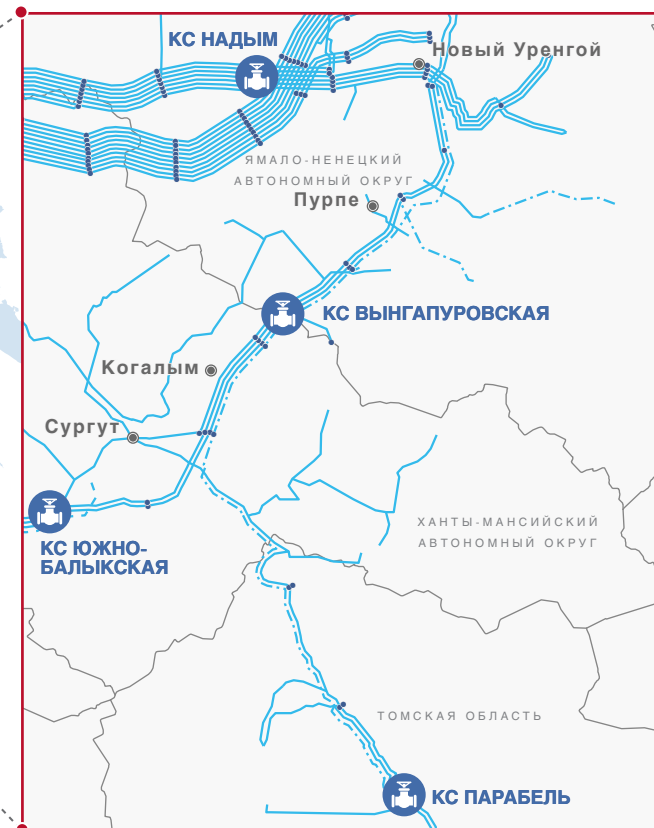 КС НАДЫМ
Новый Уренгой
ЯМАЛО-НЕНЕЦКИЙ
АВТОНОМНЫЙ ОКРУГ
Пурпе
КС ВЫНГАПУРОВСКАЯ
Когалым
Сургут
ХАНТЫ-МАНСИЙСКИЙ
АВТОНОМНЫЙ ОКРУГ
КС ЮЖНО-
БАЛЫКСКАЯ
ТОМСКАЯ ОБЛАСТЬ
КС ПАРАБЕЛЬ